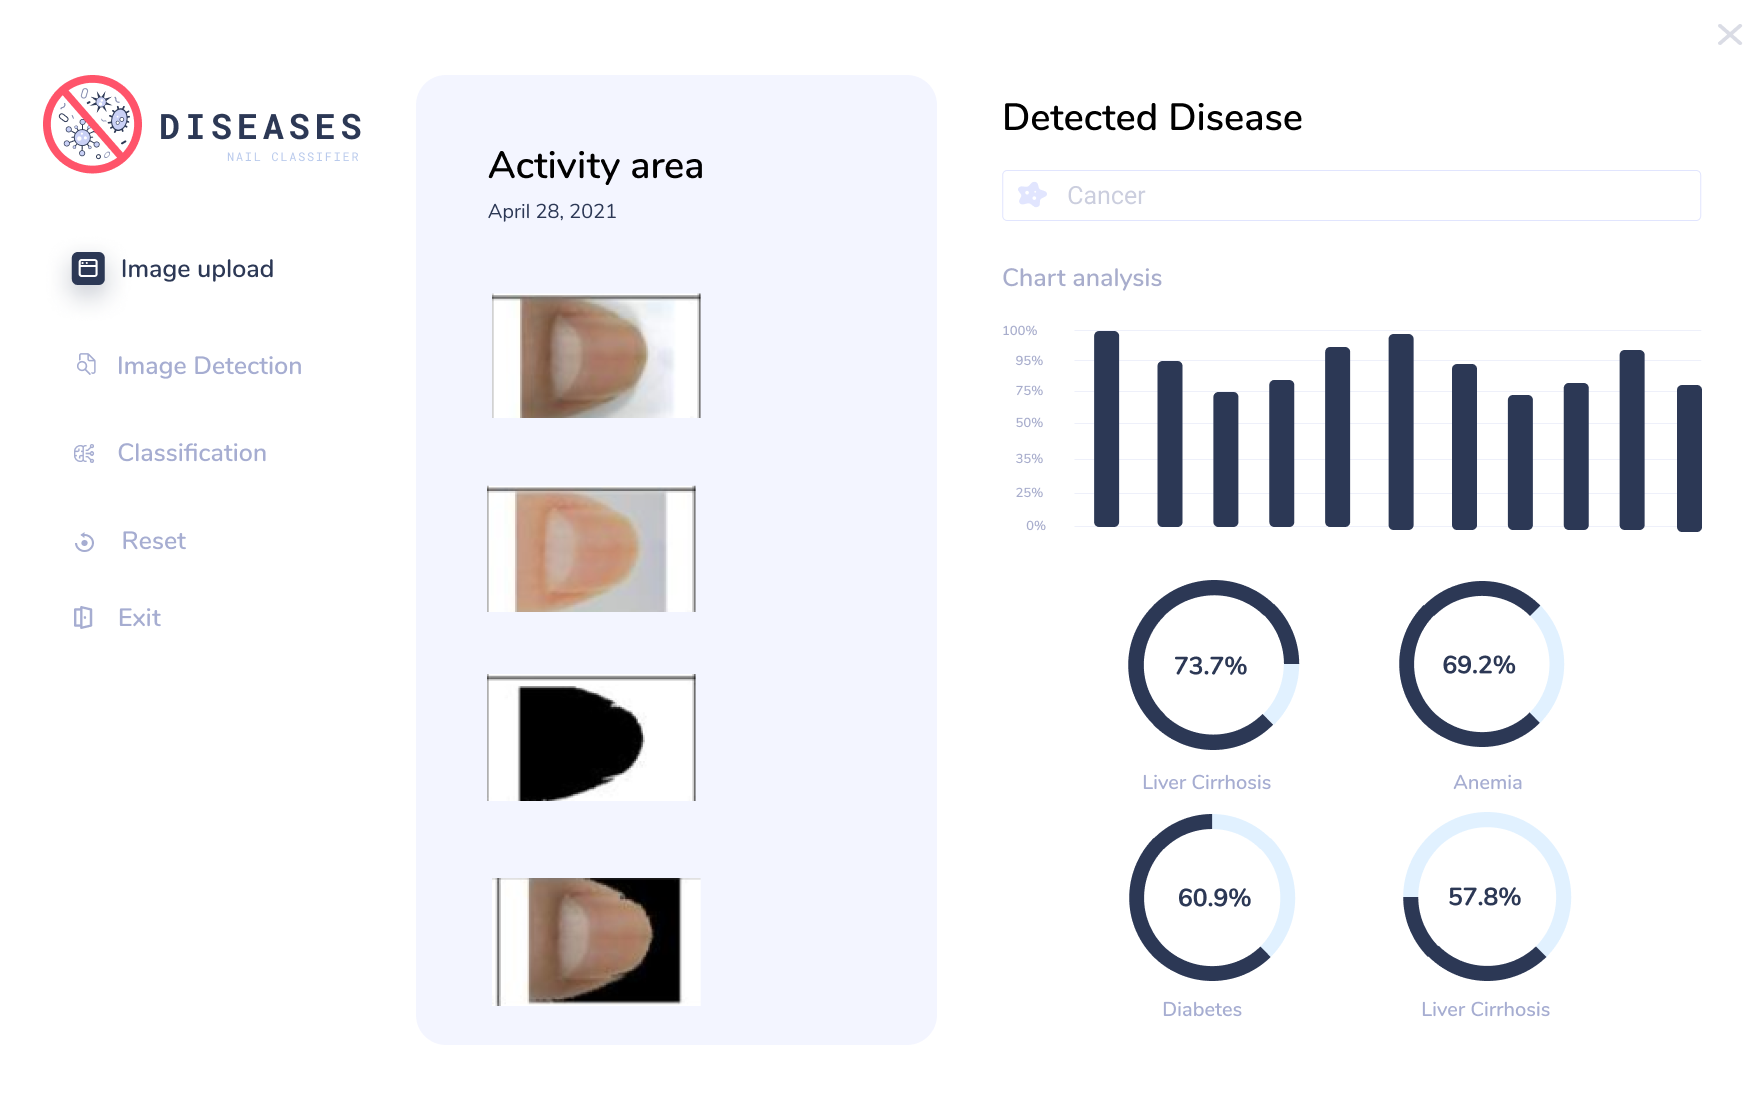 DISEASES
NAIL CLASSIFIER
Image upload
Image Detection
Classification
Reset
Exit
Activity area
April 28, 2021
Detected Disease
Cancer
Chart analysis
100%
95%
75%
50%
35%
25%
0%
73.7%
69.2%
Liver Cirrhosis
Anemia
60.9%
57.8%
Diabetes
Liver Cirrhosis